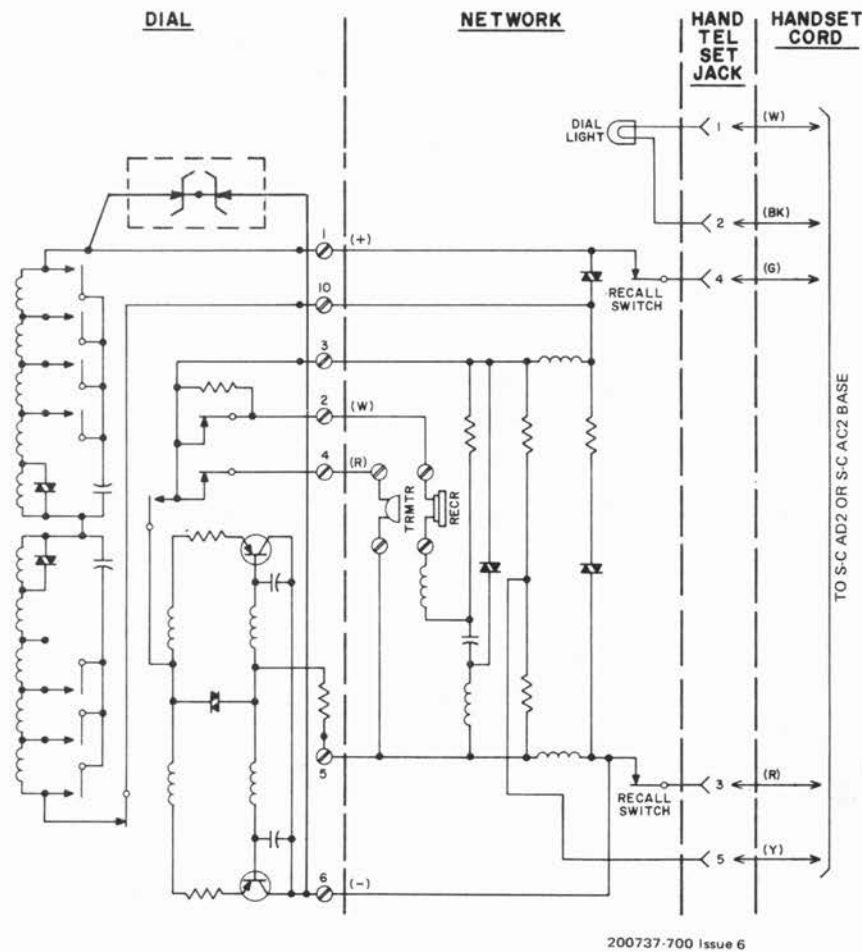 DIAL
NETWORK
HAND
TEL
SET
JACK
HANDSET
CORD
DIAL
LIGHT
1
(W)
2
(BK)
1
(+)
4
(G)
RECALL
SWITCH
10
3
2
(W)
4
(R)
TRMTR
RECR
TO S-C AD2 OR S-C AC2 BASE
5
3
(R)
RECALL
SWITCH
5
(Y)
6
(-)
200737-700 Issue 6